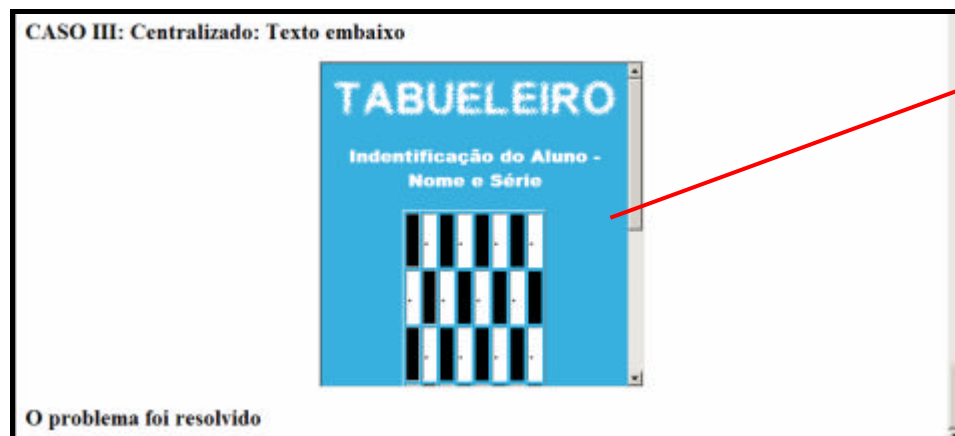 CASO III: Centralizado: Texto embaixo
TABUELEIRO
Indentificação do Aluno -
Nome e Série
O problema foi resolvido